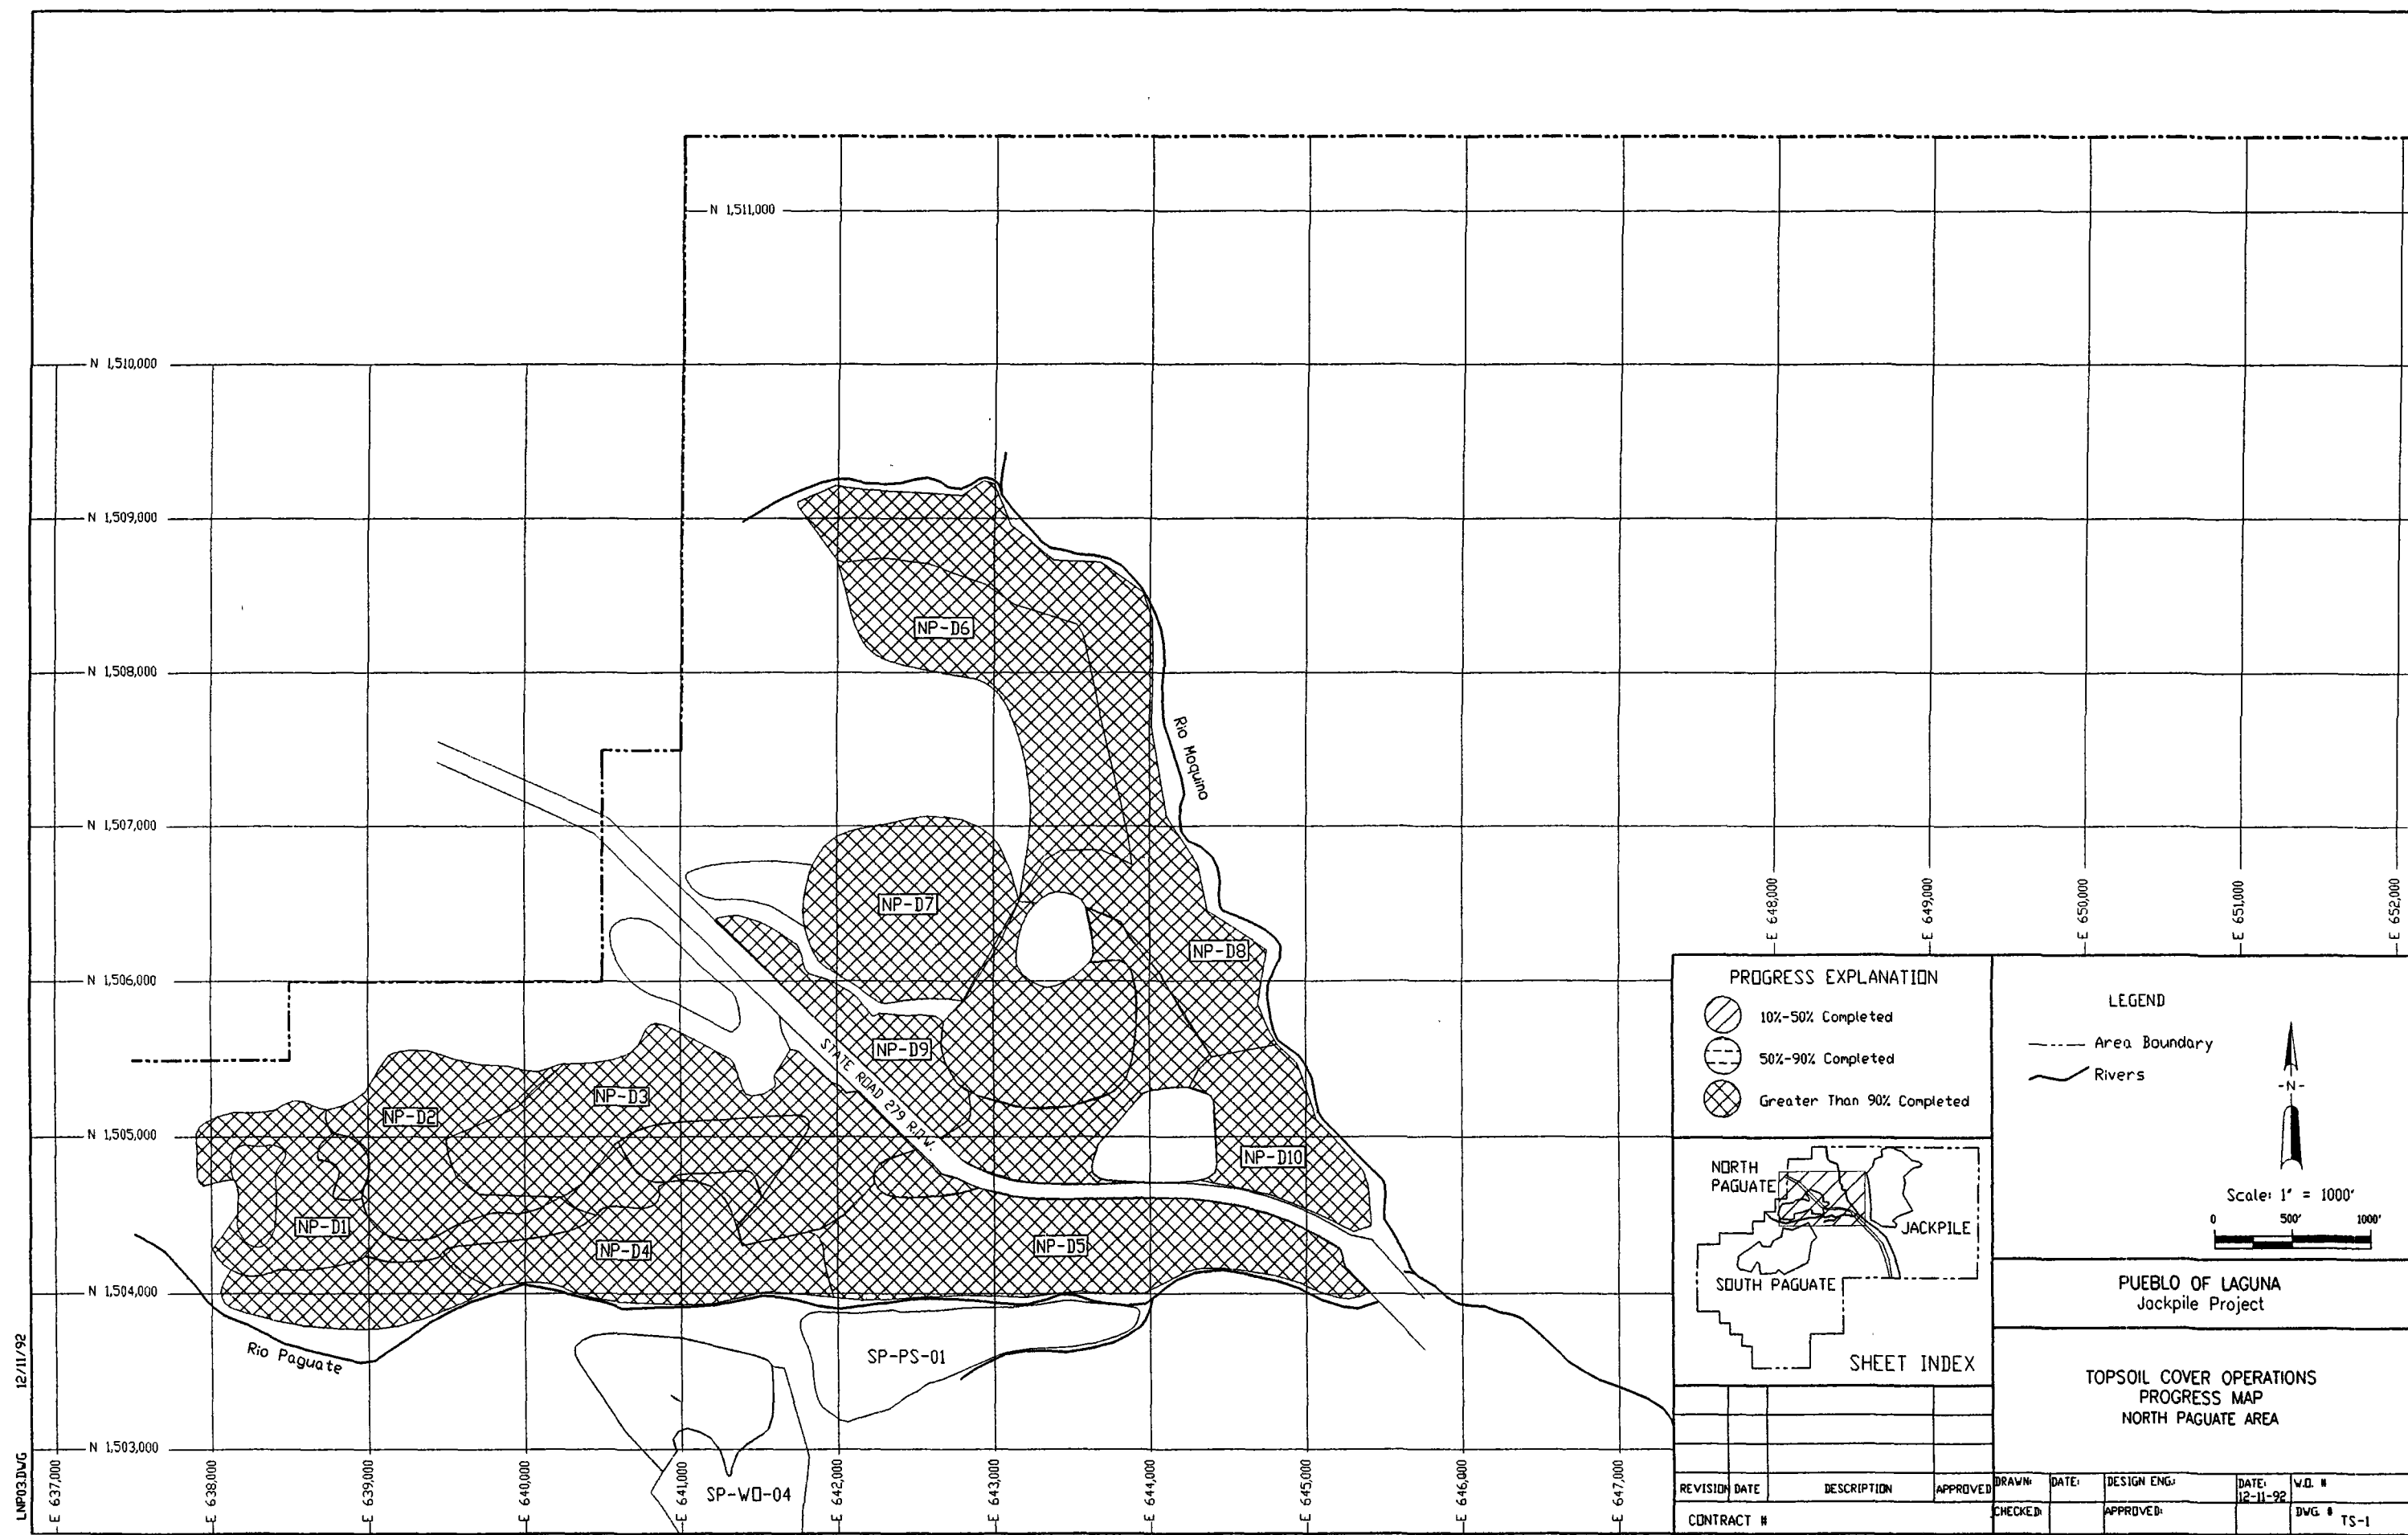 N 1,511,000
N 1,510,000
N 1,509,000
N 1,508,000
N 1,507,000
N 1,506,000
N 1,505,000
N 1,504,000
N 1,503,000
NP-D6
Rio Moquino
NP-D7
NP-D8
NP-D9
STATE ROAD 279 R.O.W.
NP-D3
NP-D2
NP-D10
NP-D1
NP-D4
NP-D5
Rio Paguate
SP-PS-01
SP-WO-04
E 637,000
E 638,000
E 639,000
E 640,000
E 641,000
E 642,000
E 643,000
E 644,000
E 645,000
E 646,000
E 647,000
E 648,000
E 649,000
E 650,000
E 651,000
E 652,000
LNP03.DWG 12/11/92
PROGRESS EXPLANATION
10%-50% Completed
50%-90% Completed
Greater Than 90% Completed
LEGEND
Area Boundary
Rivers
-N-
Scale: 1" = 1000'
0 500' 1000'
NORTH
PAGUATE
JACKPILE
SOUTH PAGUATE
SHEET INDEX
PUEBLO OF LAGUNA
Jackpile Project
TOPSOIL COVER OPERATIONS
PROGRESS MAP
NORTH PAGUATE AREA
REVISION DATE DESCRIPTION APPROVED
CONTRACT #
DRAWN: DATE: DESIGN ENG.: DATE: W.O. #
12-11-92
CHECKED: APPROVED: DWG. # TS-1